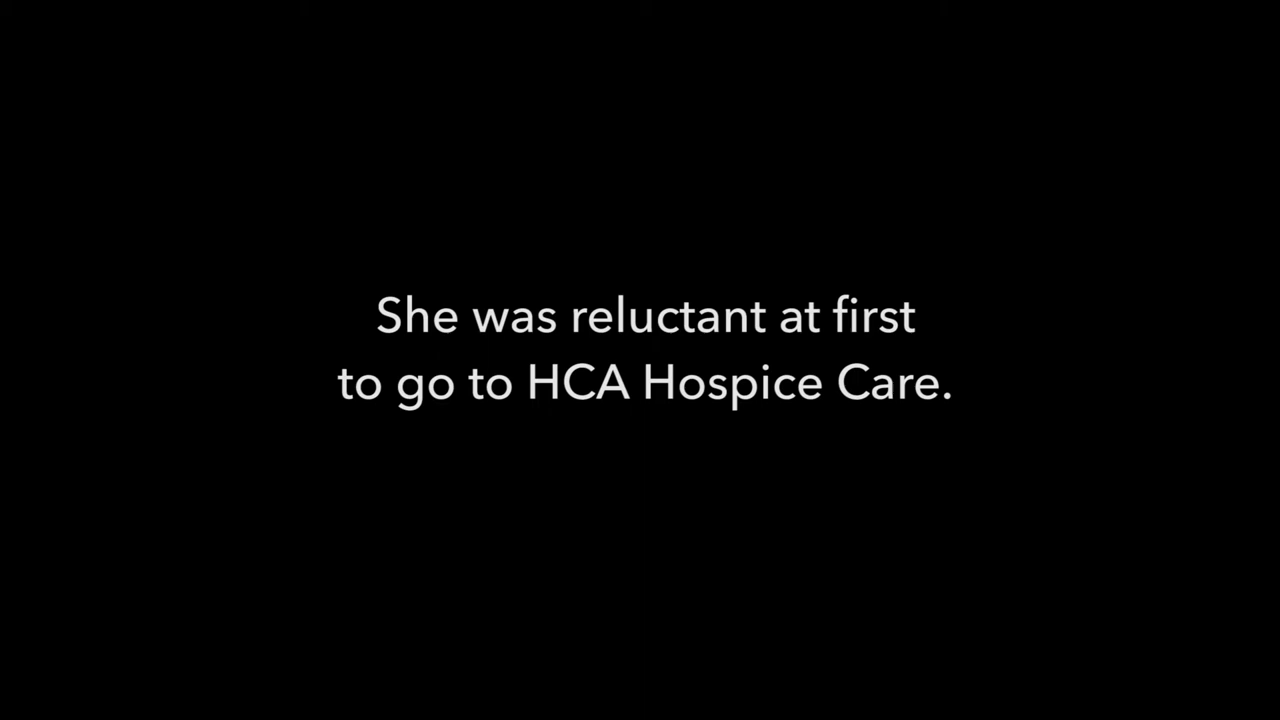 She was reluctant at first
to go to HCA Hospice Care.